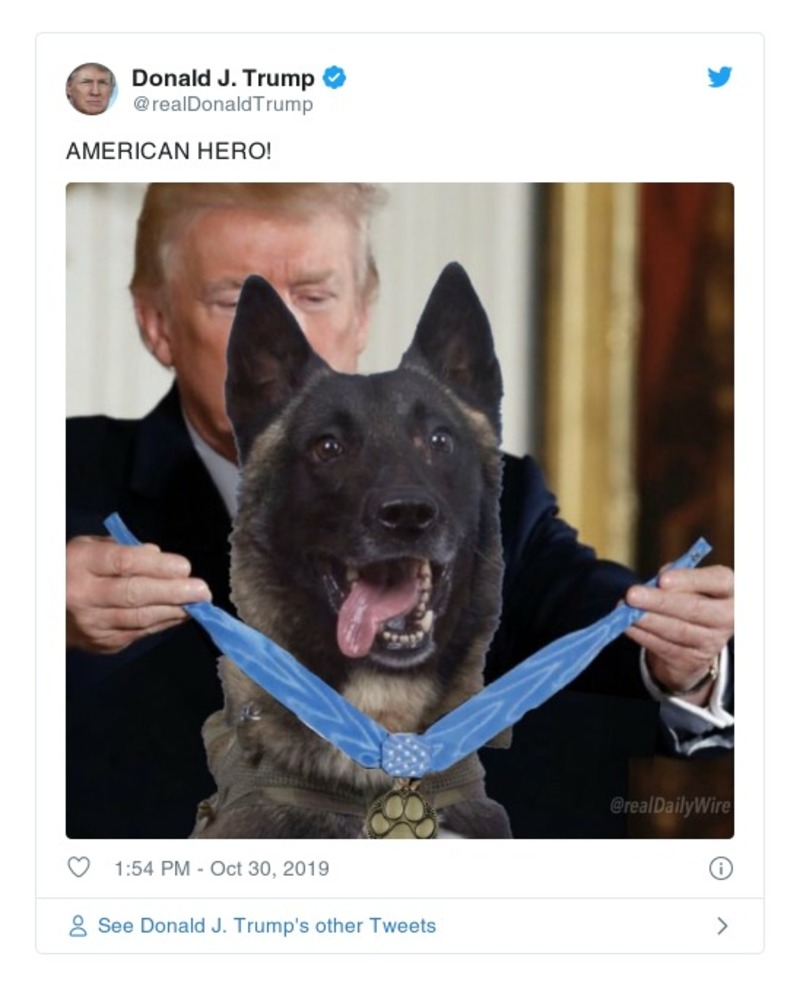 Donald J. Trump
@realDonaldTrump
AMERICAN HERO!
@realDailyWire
1:54 PM - Oct 30, 2019
See Donald J. Trump's other Tweets